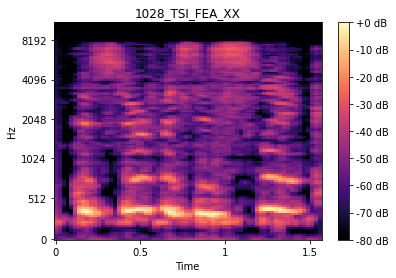 1028_TSI_FEA_XX
+0 dB
8192
-10 dB
4096
-20 dB
-30 dB
2048
Hz
-40 dB
1024
-50 dB
512
-60 dB
-70 dB
0
-80 dB
0
0.5
1
1.5
Time